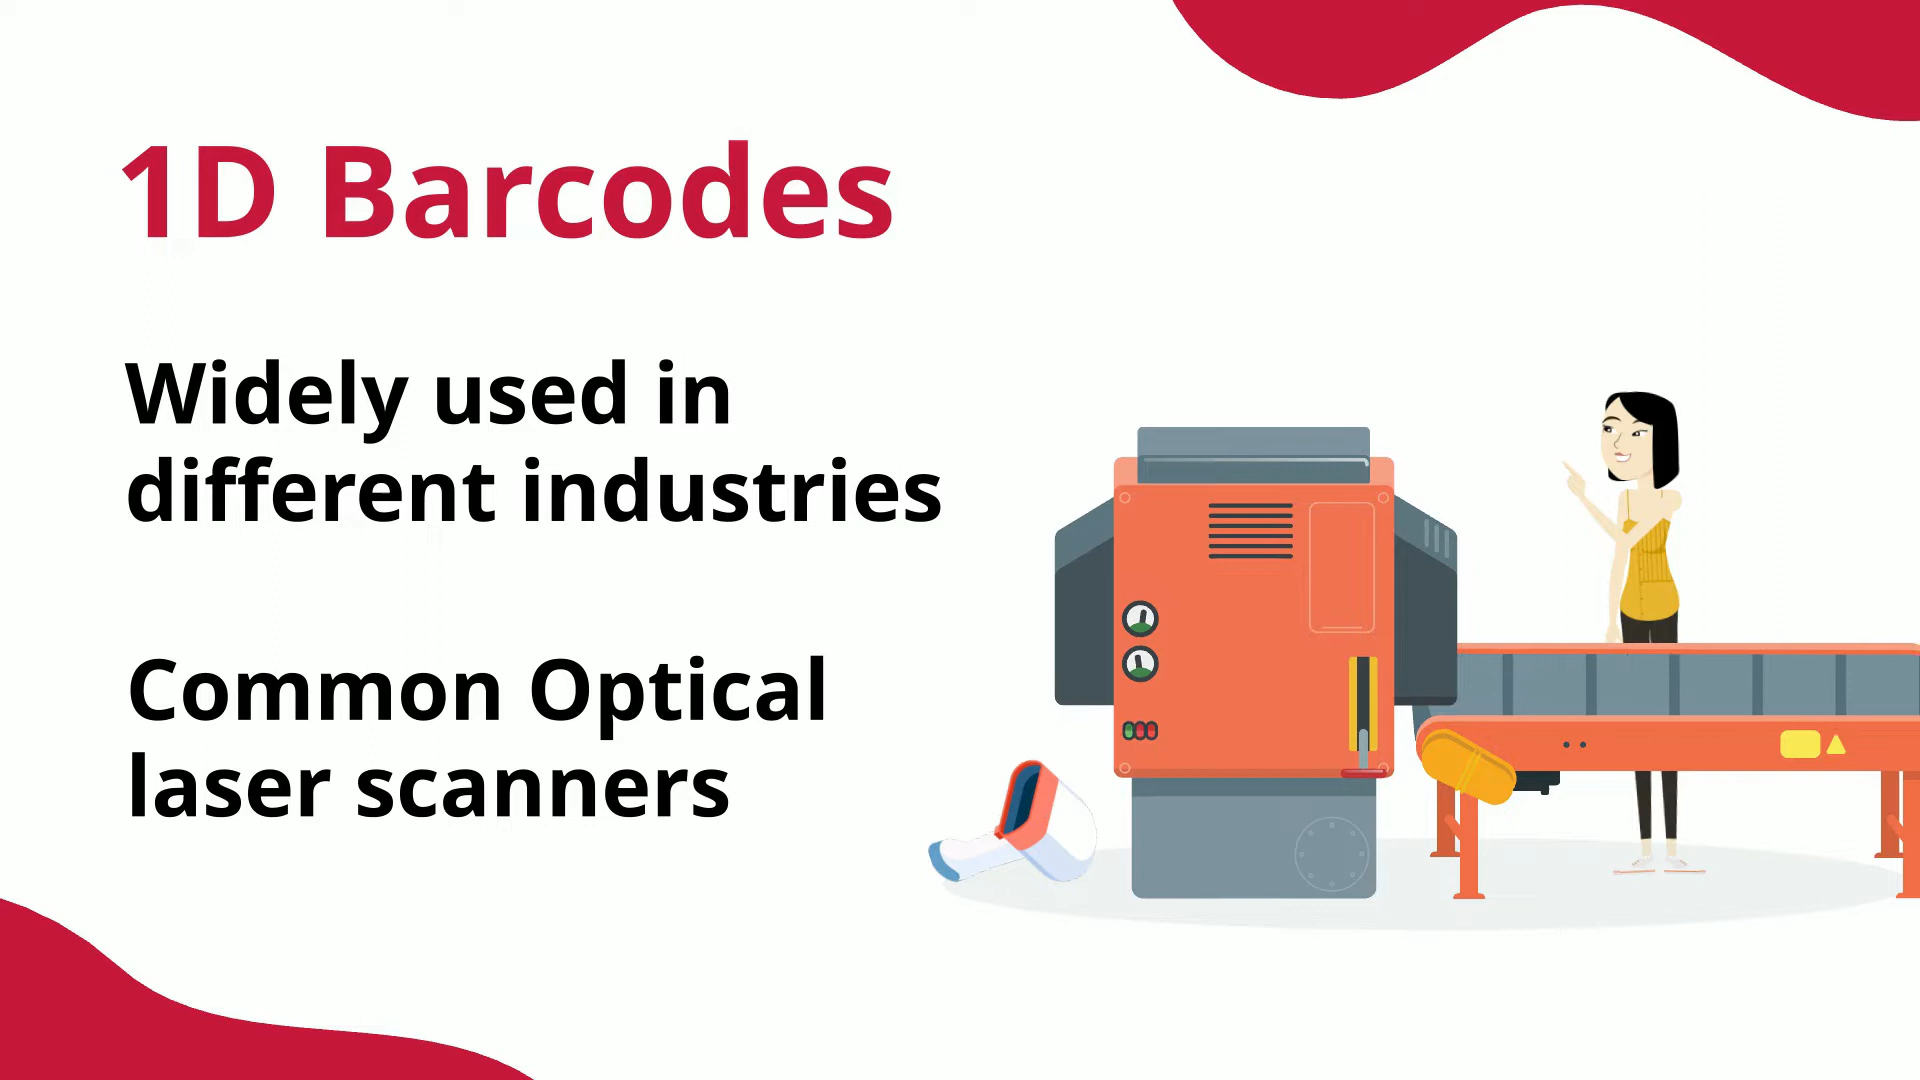 1D Barcodes
Widely used in
different industries
Common Optical
laser scanners